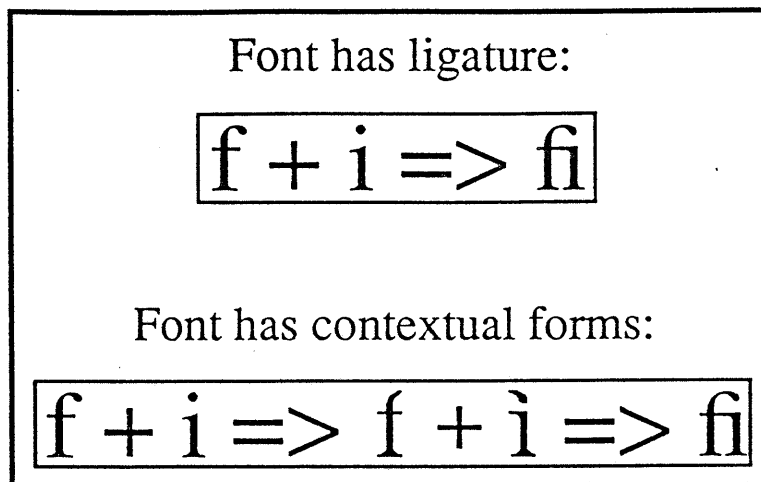 Font has ligature:
f + i => fi
Font has contextual forms:
f + i => f + ì => fi